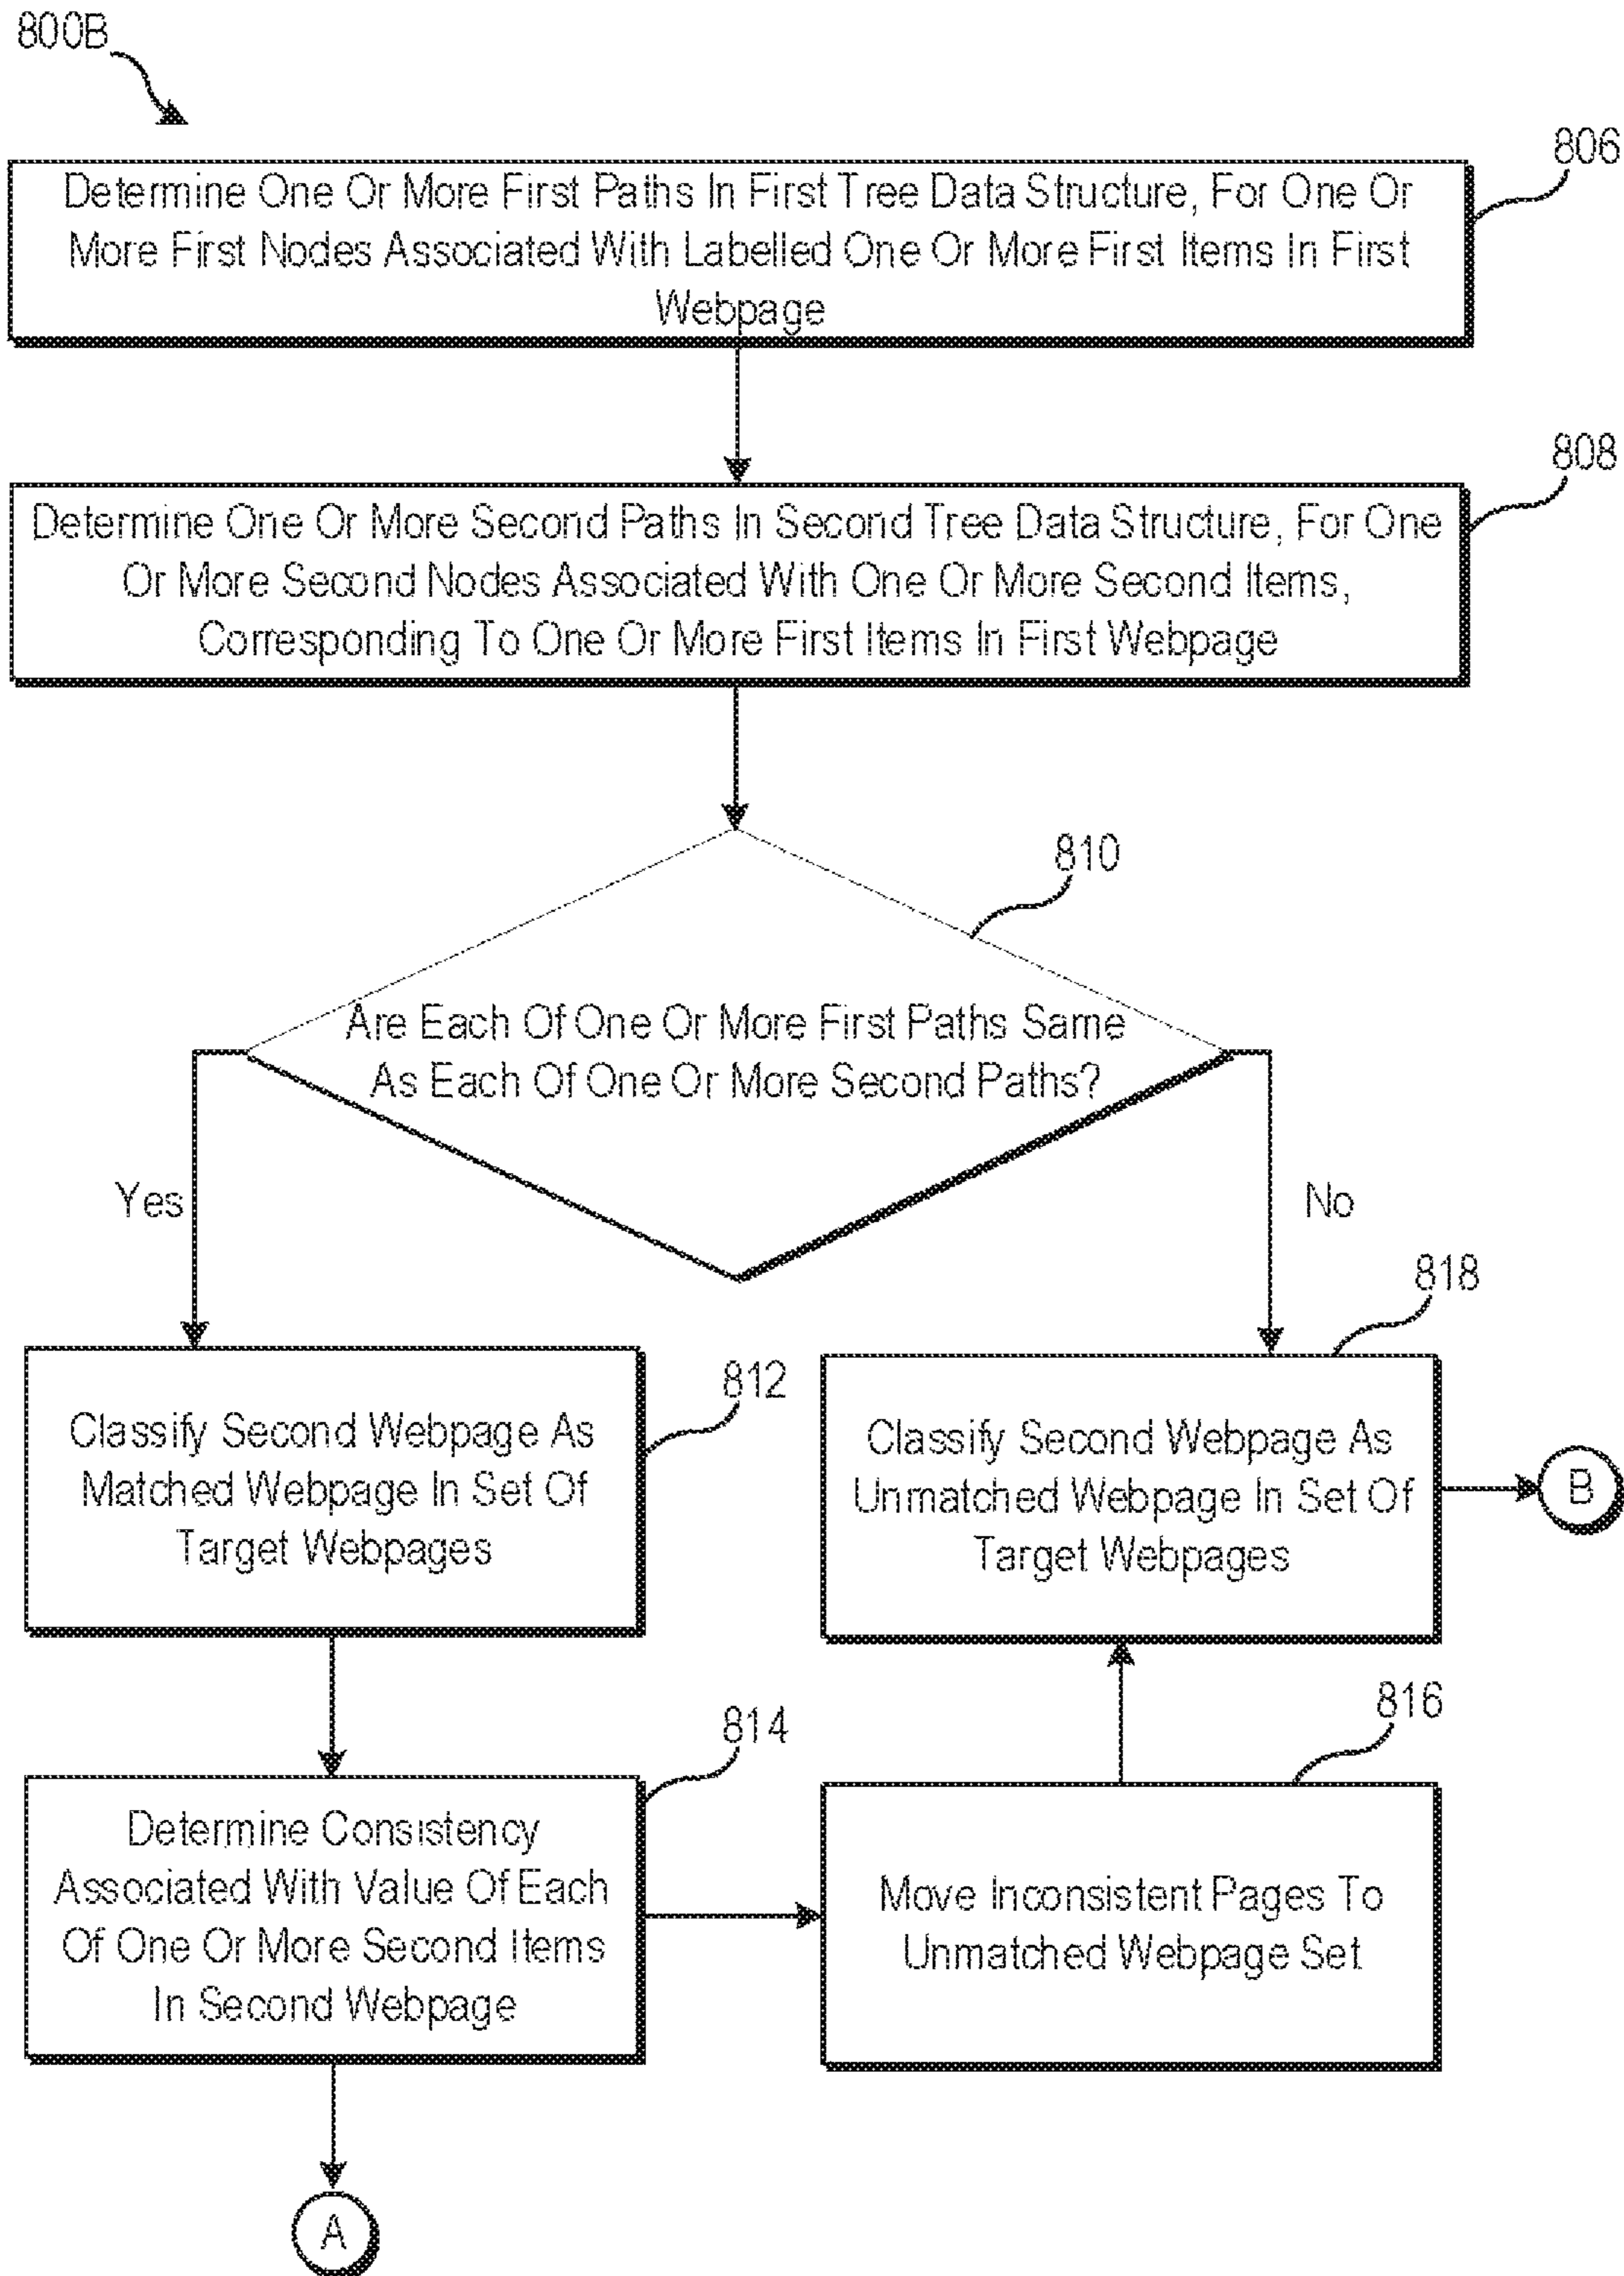 800B
806
Determine One Or More First Paths In First Tree Data Structure, For One Or
More First Nodes Associated With Labelled One Or More First Items In First
Webpage
808
Determine One Or More Second Paths In Second Tree Data Structure, For One
Or More Second Nodes Associated With One Or More Second Items,
Corresponding To One Or More First Items In First Webpage
810
Are Each Of One Or More First Paths Same
As Each Of One Or More Second Paths?
Yes
No
812
Classify Second Webpage As
Matched Webpage In Set Of
Target Webpages
818
Classify Second Webpage As
Unmatched Webpage In Set Of
Target Webpages
B
814
Determine Consistency
Associated With Value Of Each
Of One Or More Second Items
In Second Webpage
816
Move Inconsistent Pages To
Unmatched Webpage Set
A